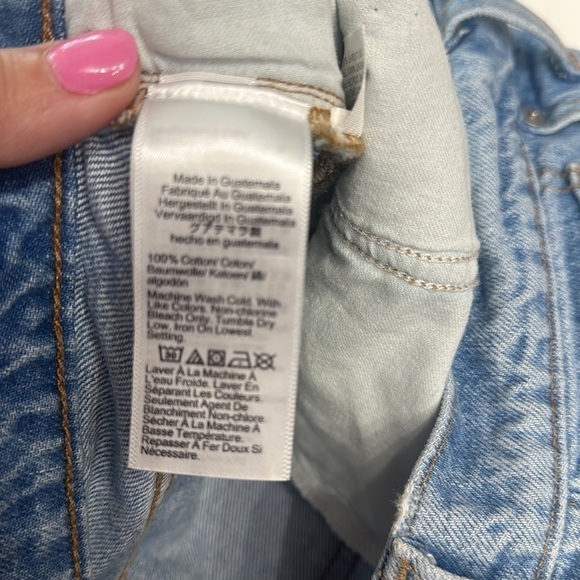 Made In Guatemala
Fabriqué Au Guatemala
Hergestellt In Guatemala
Vervaardigd In Guatemala
グアテマラ製
hecho en guatemala
100% Cotton/ Coton/
Baumwolle/ Katoen/ 綿/
algodón
Machine Wash Cold, With
Like Colors. Non-chlorine
Bleach Only, Tumble Dry
Low, Iron On Lowest
Setting.
Laver À La Machine À
L'eau Froide. Laver En
Séparant Les Couleurs.
Seulement Agent De
Blanchiment Non-chlore
Sécher À La Machine À
Basse Température.
Repasser À Fer Doux Si
Nécessaire.